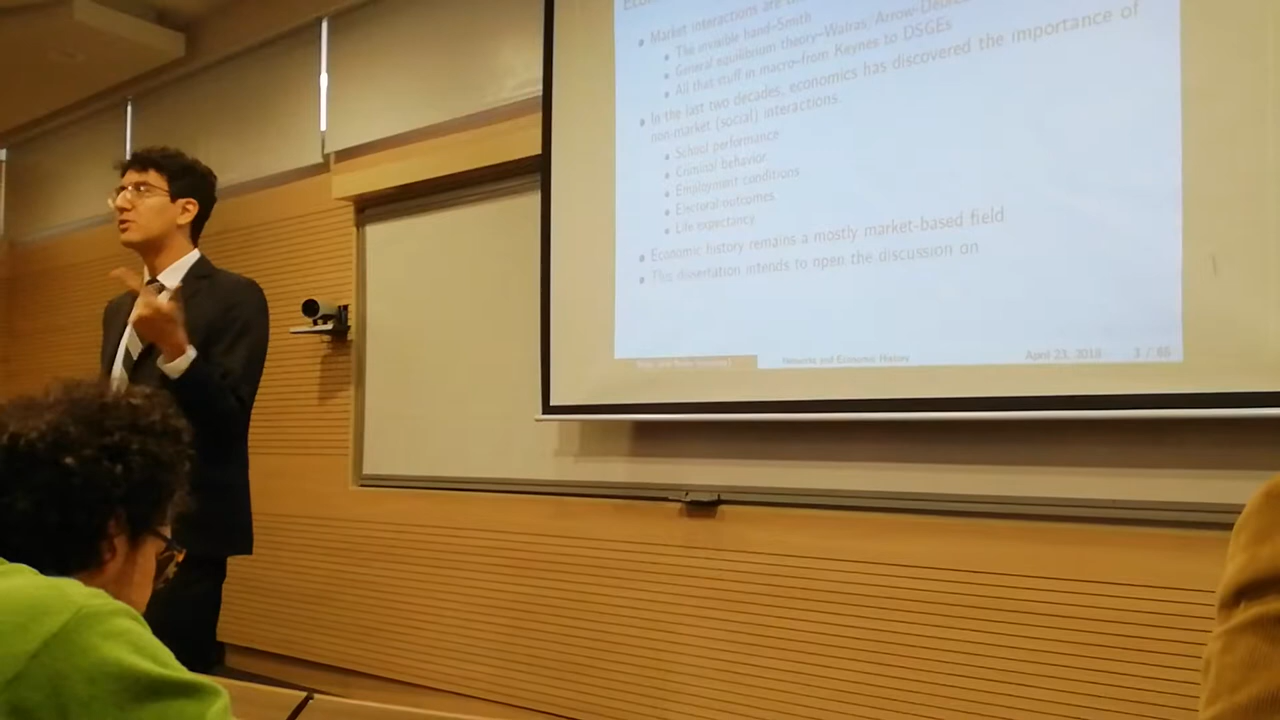 Market interactions are
The invisible hand–Smith
General equilibrium theory–Walras, Arrow-Debreu
All that stuff in macro–from Keynes to DSGEs
In the last two decades, economics has discovered the importance of
non-market (social) interactions.
School performance
Criminal behavior
Employment conditions
Electoral outcomes
Life expectancy
Economic history remains a mostly market-based field
This dissertation intends to open the discussion on
Networks and Economic History
April 23, 2018
3 / 66